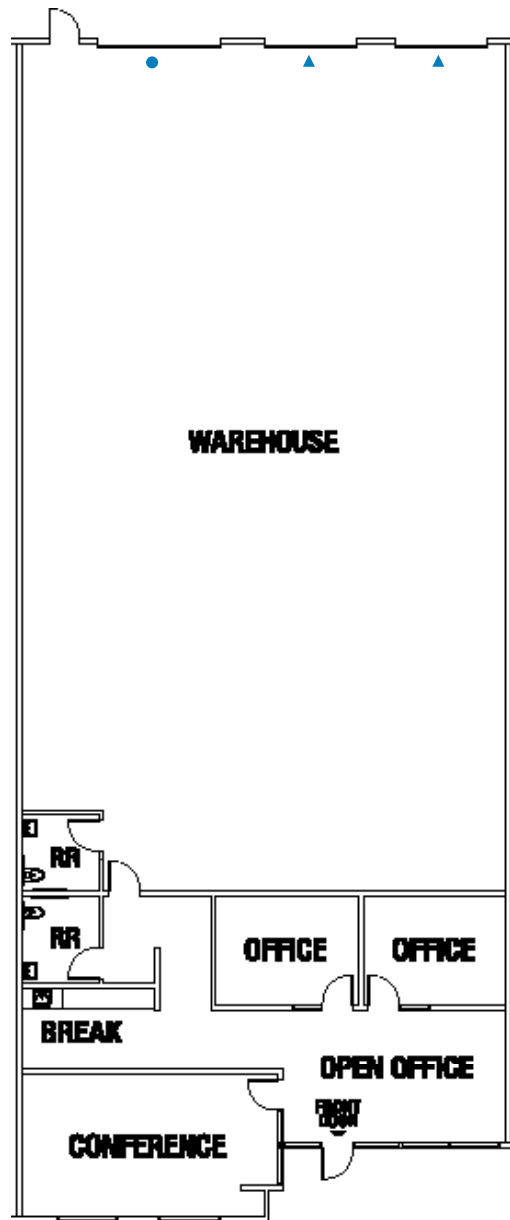 WAREHOUSE
RR
RR
OFFICE
OFFICE
BREAK
OPEN OFFICE
FRONT
DOOR
CONFERENCE